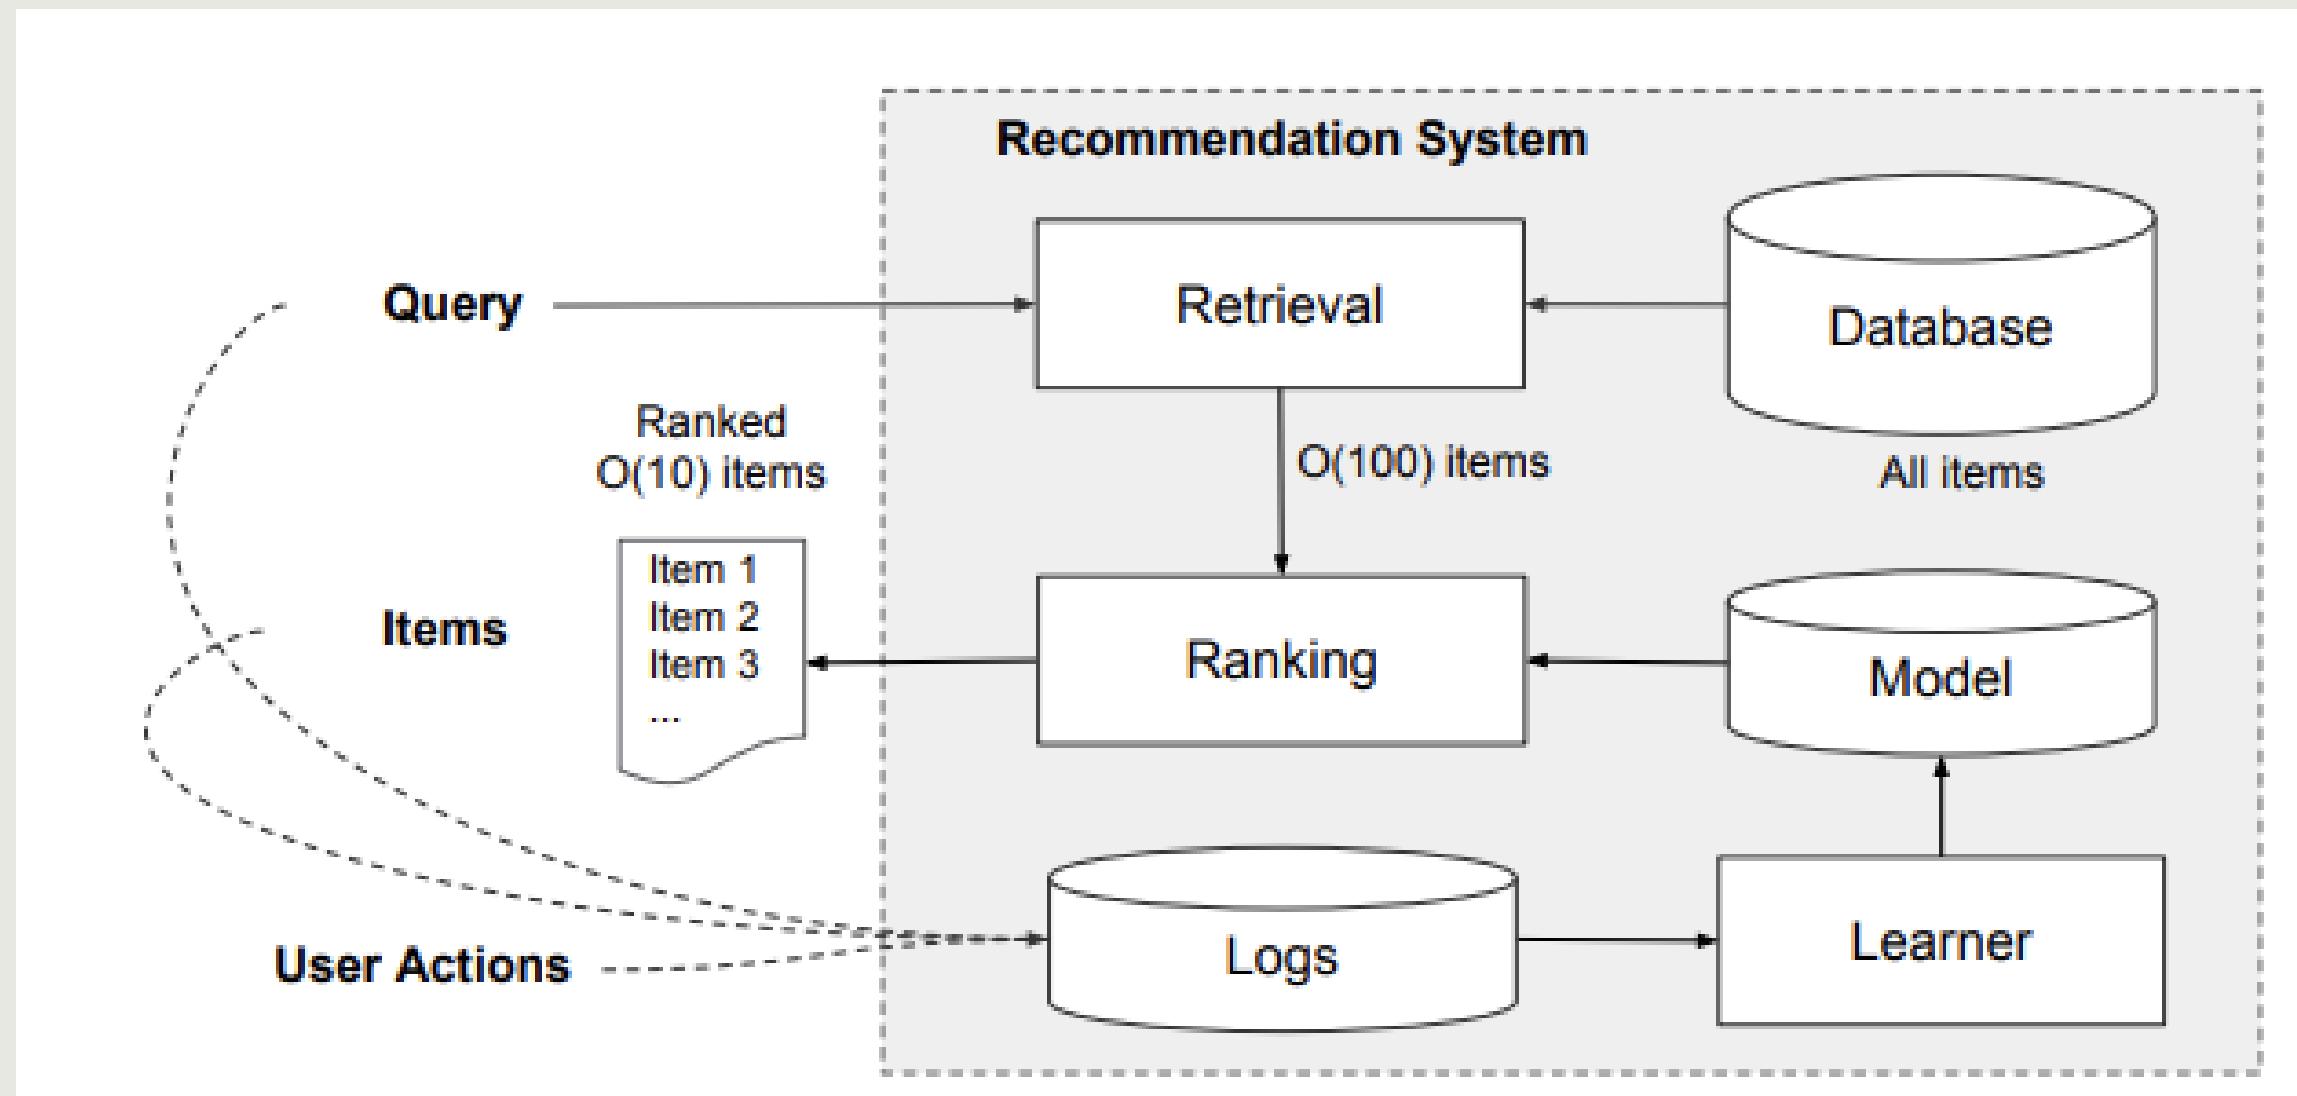 Recommendation System
Query
Retrieval
Database
Ranked
O(10) items
O(100) items
All items
Item 1
Item 2
Item 3
...
Items
Ranking
Model
User Actions
Logs
Learner